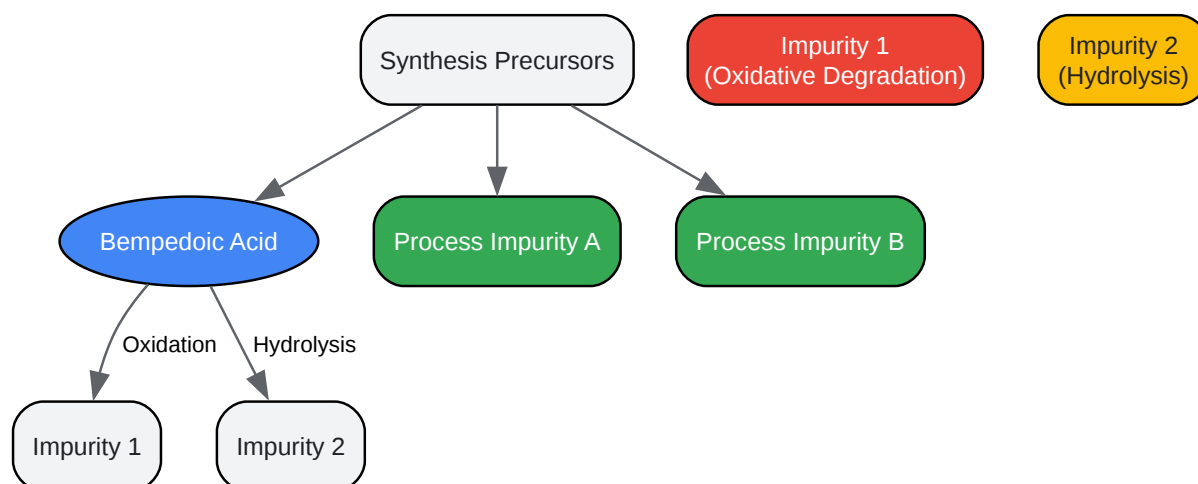 Synthesis Precursors
Impurity 1
(Oxidative Degradation)
Impurity 2
(Hydrolysis)
Bempedoic Acid
Process Impurity A
Process Impurity B
Oxidation
Hydrolysis
Impurity 1
Impurity 2